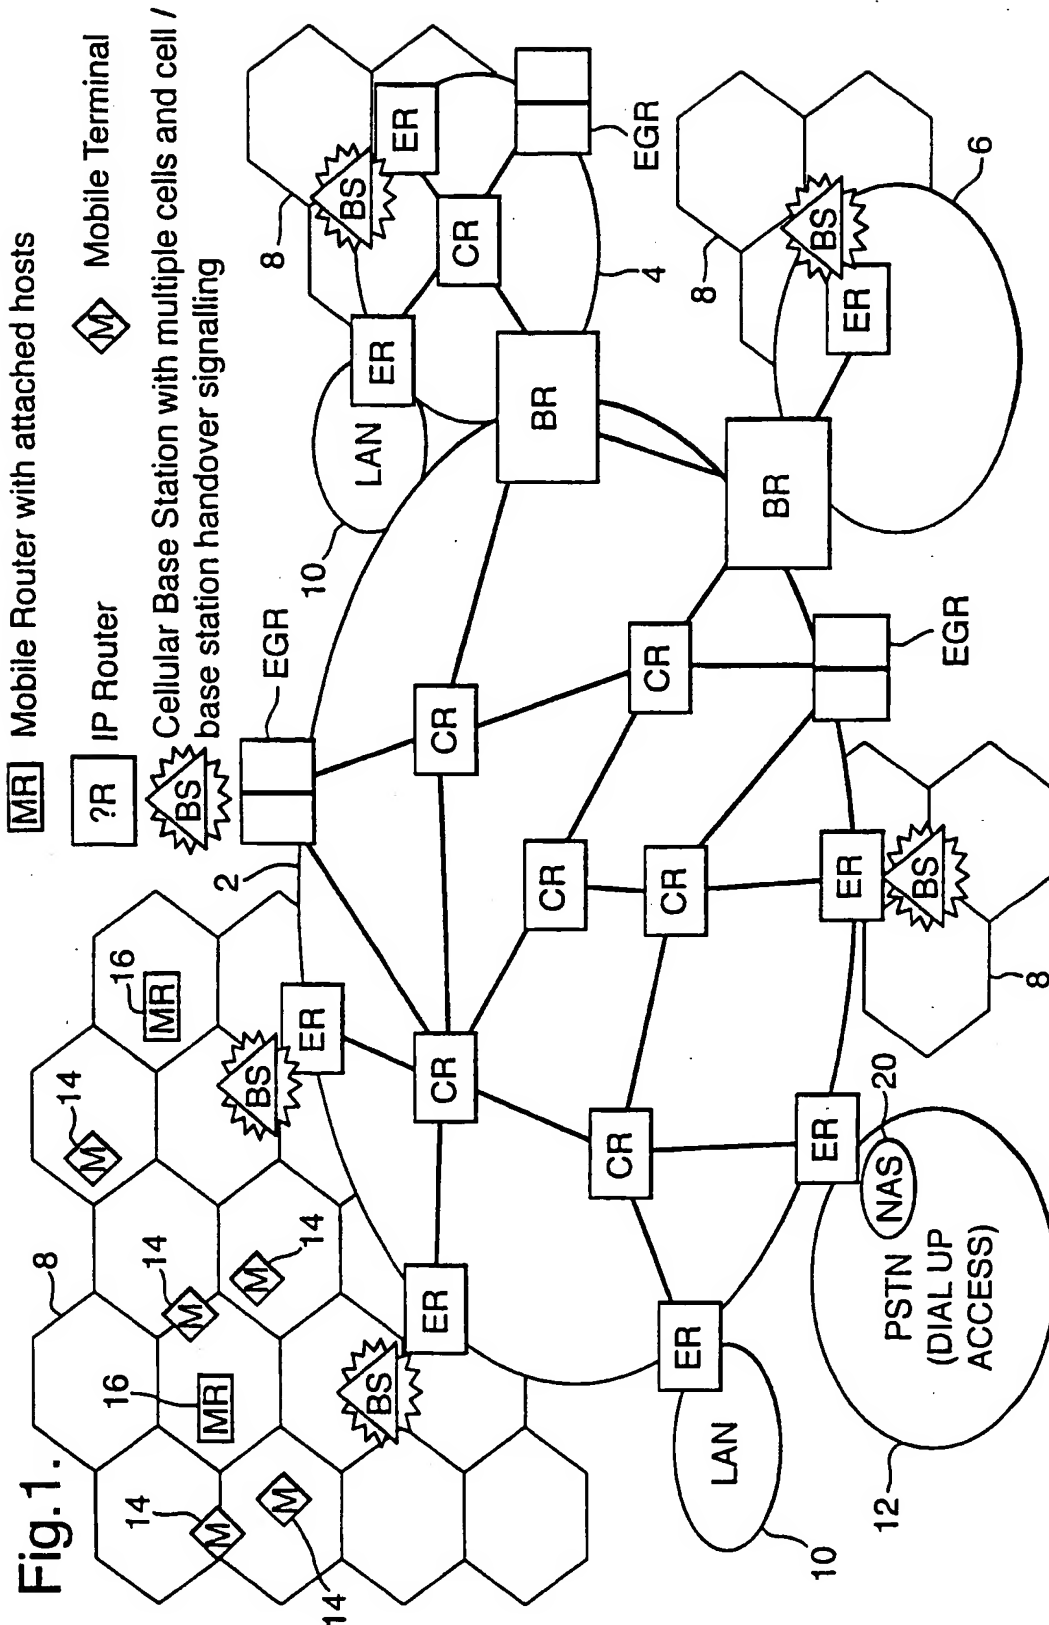 Fig.1.
MR Mobile Router with attached hosts
?R IP Router
M Mobile Terminal
BS Cellular Base Station with multiple cells and cell /
base station handover signalling
14
14
14
14
14
M
M
M
M
M
16
MR
16
MR
8
BS
BS
ER
ER
2
EGR
10
LAN
ER
8
BS
ER
CR
EGR
4
BR
CR
CR
CR
CR
CR
CR
BR
8
BS
ER
6
EGR
ER
BS
8
ER
20
NAS
PSTN
(DIAL UP
ACCESS)
12
ER
LAN
10